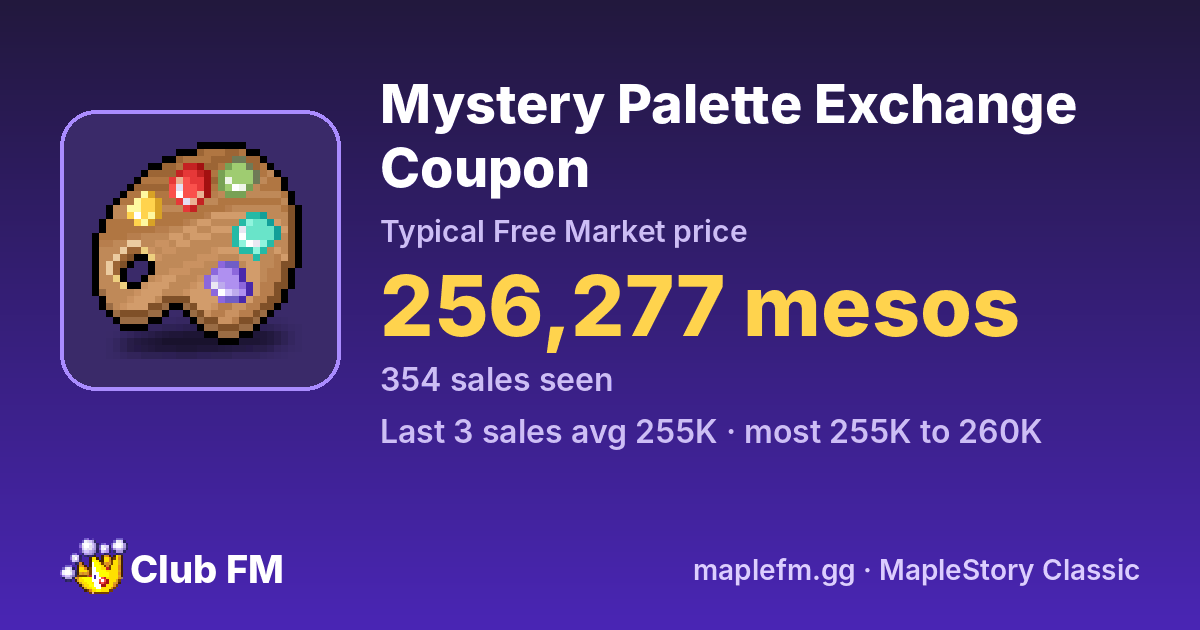 Mystery Palette Exchange
Coupon
Typical Free Market price
256,277 mesos
354 sales seen
Last 3 sales avg 255K · most 255K to 260K
Club FM
maplefm.gg · MapleStory Classic